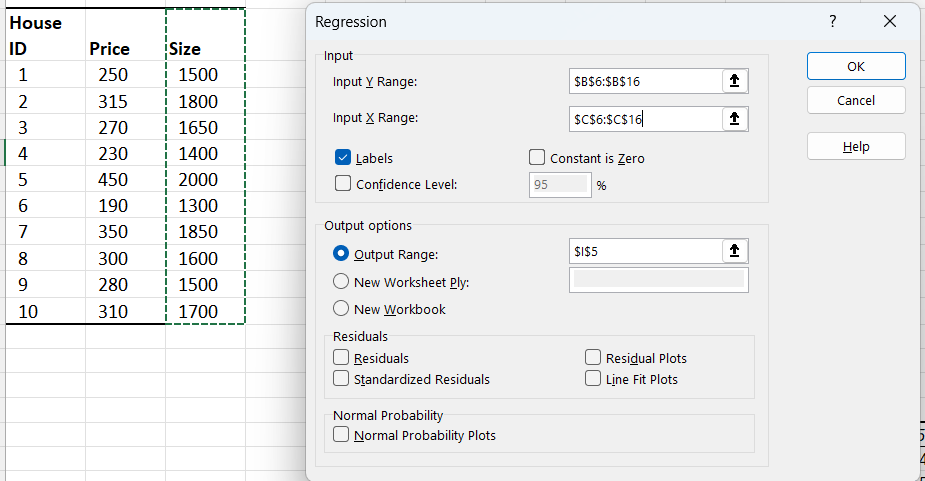 House
ID Price Size
1 250 1500
2 315 1800
3 270 1650
4 230 1400
5 450 2000
6 190 1300
7 350 1850
8 300 1600
9 280 1500
10 310 1700
Regression
?
Input
Input Y Range: $B$6:$B$16
Input X Range: $C$6:$C$16
Labels Constant is Zero
Confidence Level: 95 %
Output options
Output Range: $I$5
New Worksheet Ply:
New Workbook
Residuals
Residuals Residual Plots
Standardized Residuals Line Fit Plots
Normal Probability
Normal Probability Plots
OK
Cancel
Help